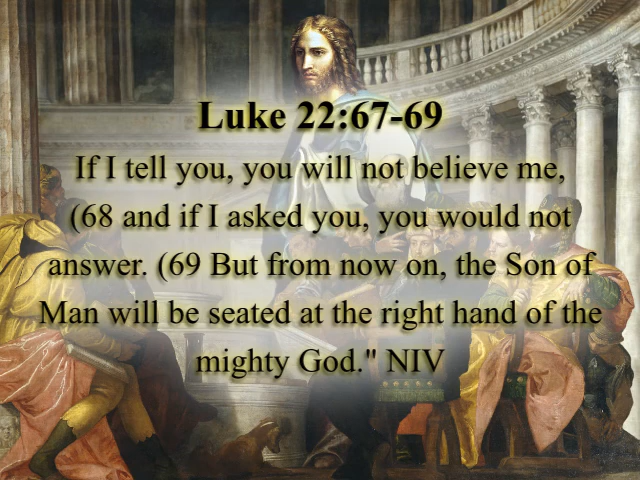 Luke 22:67-69
If I tell you, you will not believe me,
(68 and if I asked you, you would not
answer. (69 But from now on, the Son of
Man will be seated at the right hand of the
mighty God." NIV